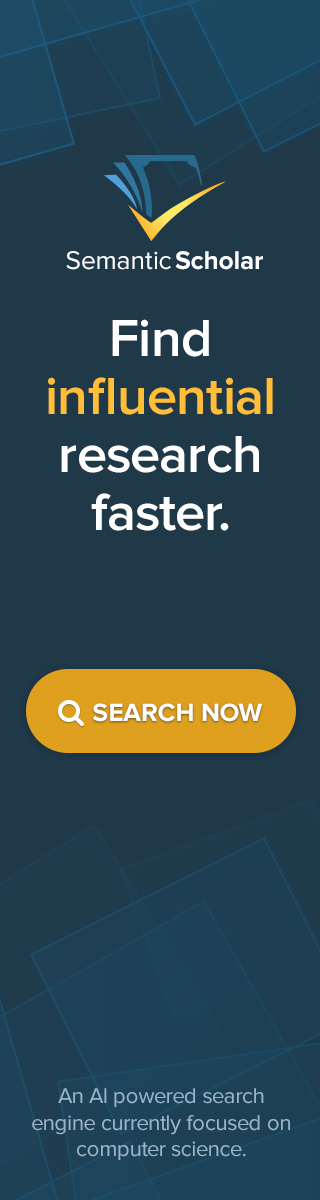 Semantic Scholar
Find
influential
research
faster.
SEARCH NOW
An AI powered search
engine currently focused on
computer science.